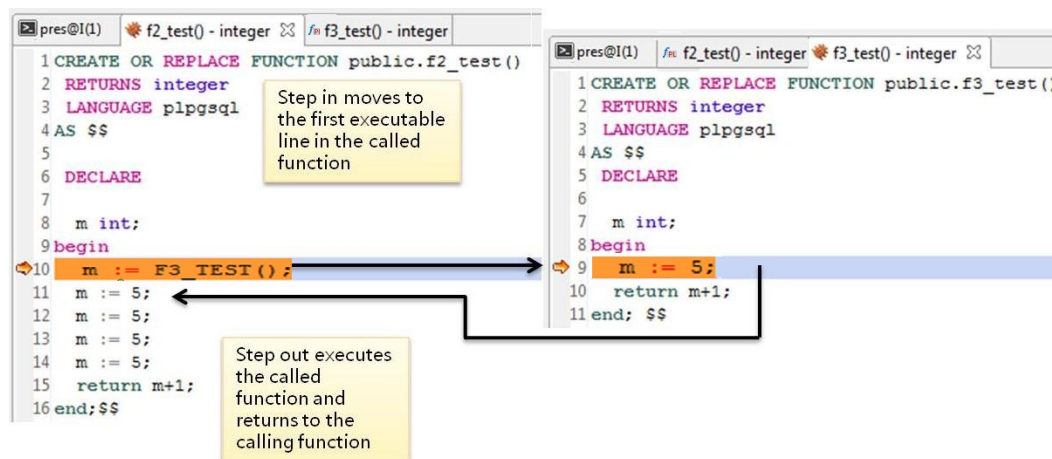 pres@I(1) f2_test() - integer f3_test() - integer
1 CREATE OR REPLACE FUNCTION public.f2_test()
2 RETURNS integer
3 LANGUAGE plpgsql
4 AS $$
5
6 DECLARE
7
8 m int;
9 begin
10 m := F3_TEST();
11 m := 5;
12 m := 5;
13 m := 5;
14 m := 5;
15 return m+1;
16 end;$$
Step in moves to
the first executable
line in the called
function
Step out executes
the called
function and
returns to the
calling function
pres@I(1) f2_test() - integer f3_test() - integer
1 CREATE OR REPLACE FUNCTION public.f3_test()
2 RETURNS integer
3 LANGUAGE plpgsql
4 AS $$
5 DECLARE
6
7 m int;
8 begin
9 m := 5;
10 return m+1;
11 end; $$